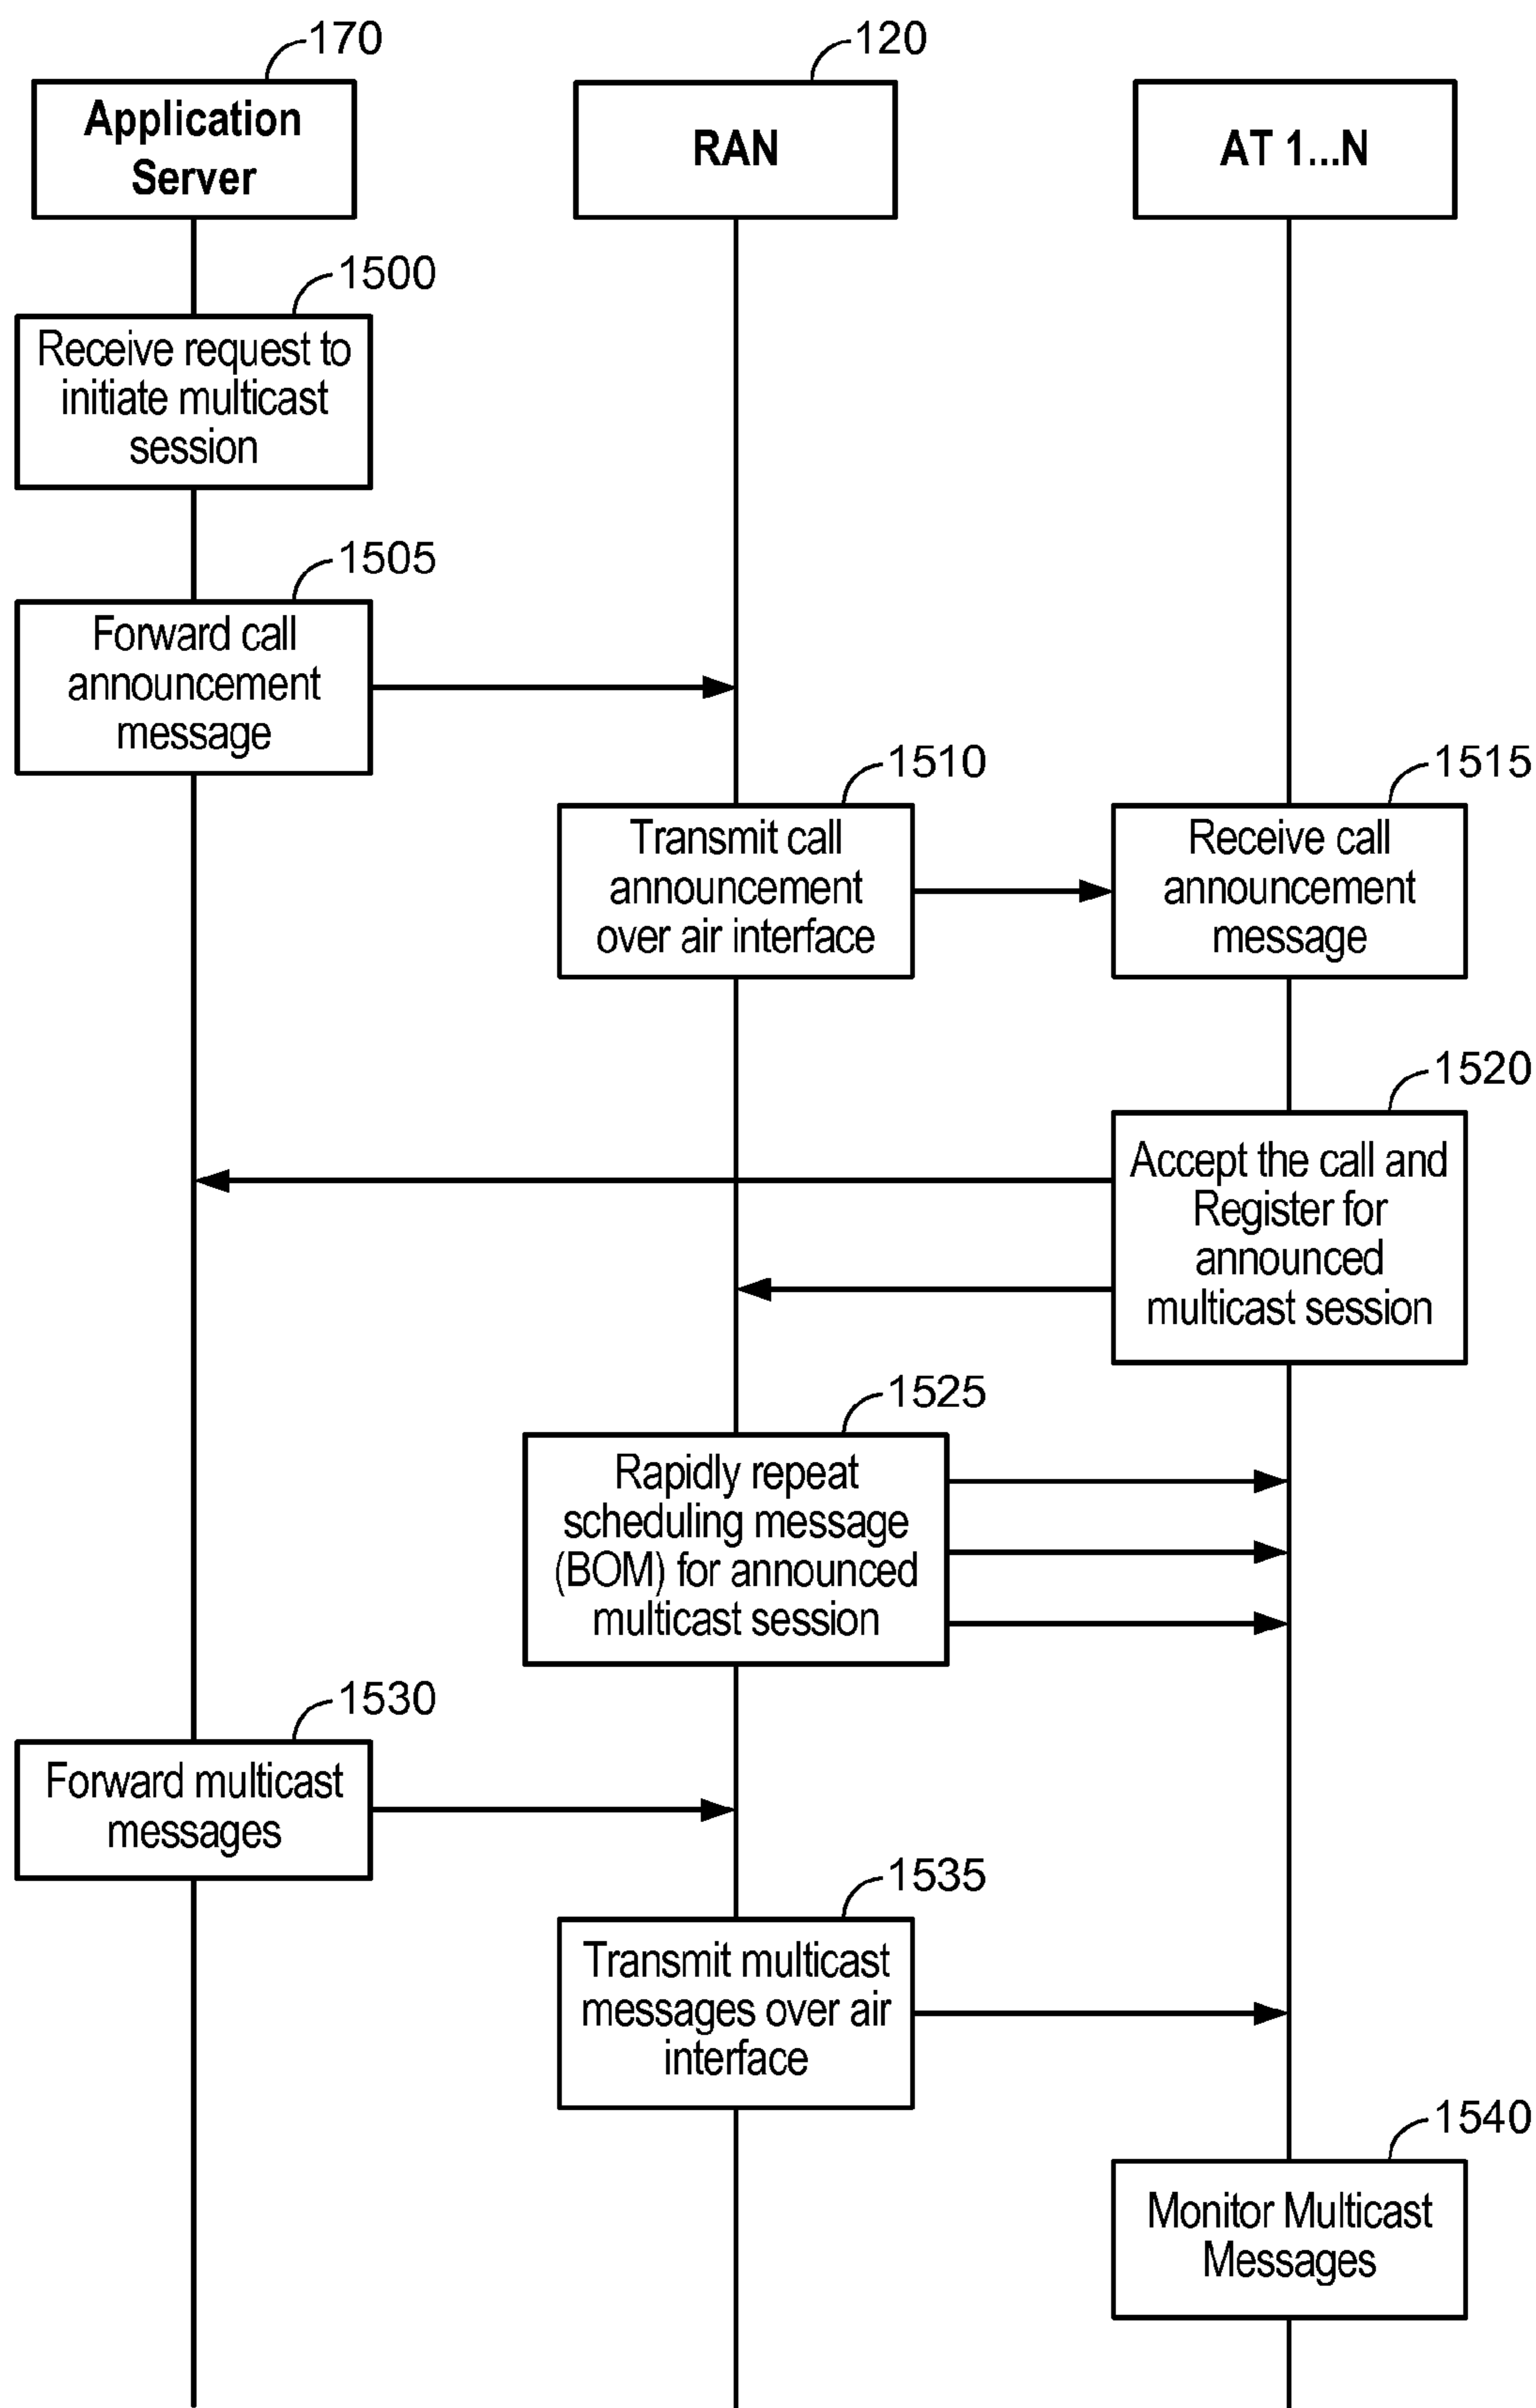 170
120
Application
Server
RAN
AT 1...N
1500
Receive request to
initiate multicast
session
1505
Forward call
announcement
message
1510
Transmit call
announcement
over air interface
1515
Receive call
announcement
message
1520
Accept the call and
Register for
announced
multicast session
1525
Rapidly repeat
scheduling message
(BOM) for announced
multicast session
1530
Forward multicast
messages
1535
Transmit multicast
messages over air
interface
1540
Monitor Multicast
Messages